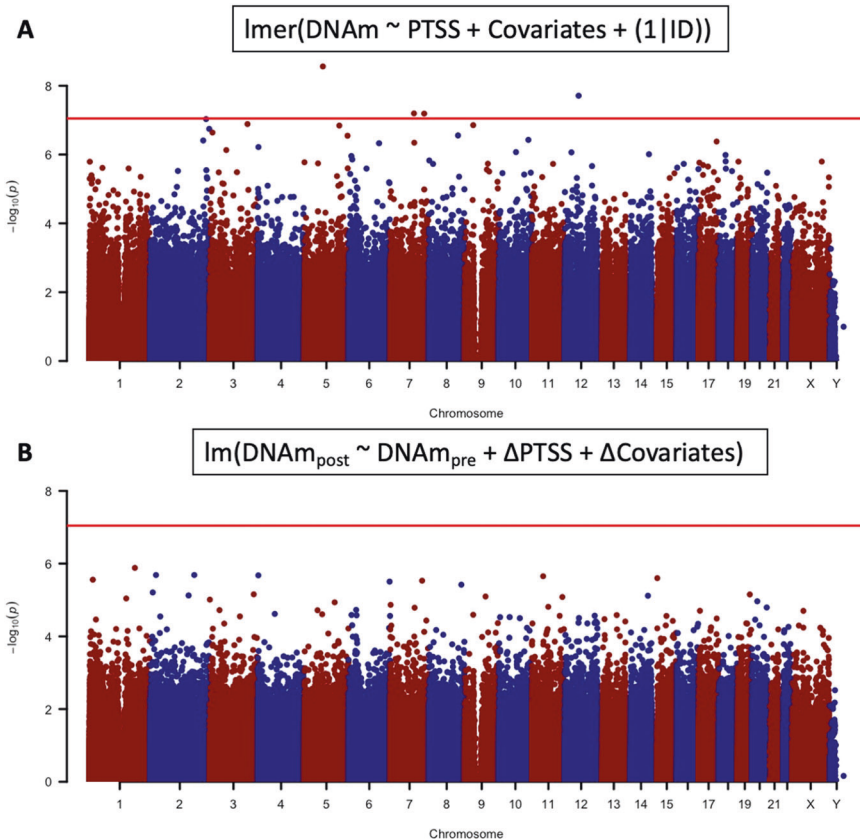 A
lmer(DNAm ~ PTSS + Covariates + (1|ID))
8
6
4
2
0
−log₁₀(p)
1 2 3 4 5 6 7 8 9 10 11 12 13 14 15 17 19 21 X Y
Chromosome
B
lm(DNAm_post ~ DNAm_pre + ΔPTSS + ΔCovariates)
8
6
4
2
0
−log₁₀(p)
1 2 3 4 5 6 7 8 9 10 11 12 13 14 15 17 19 21 X Y
Chromosome